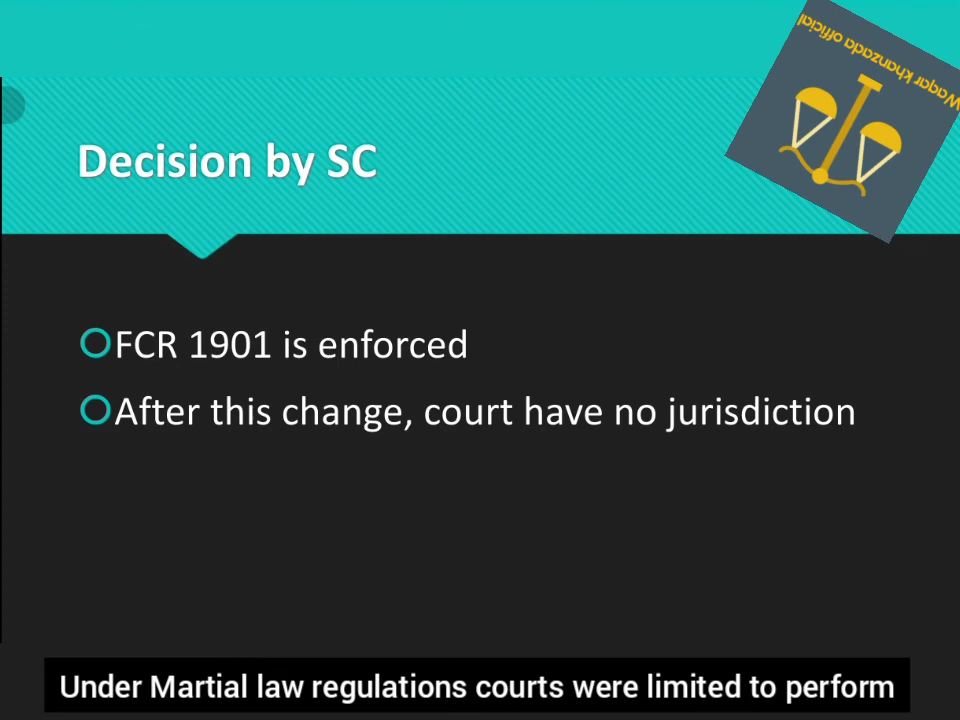 Waqar khanzada official
Decision by SC
FCR 1901 is enforced
After this change, court have no jurisdiction
Under Martial law regulations courts were limited to perform